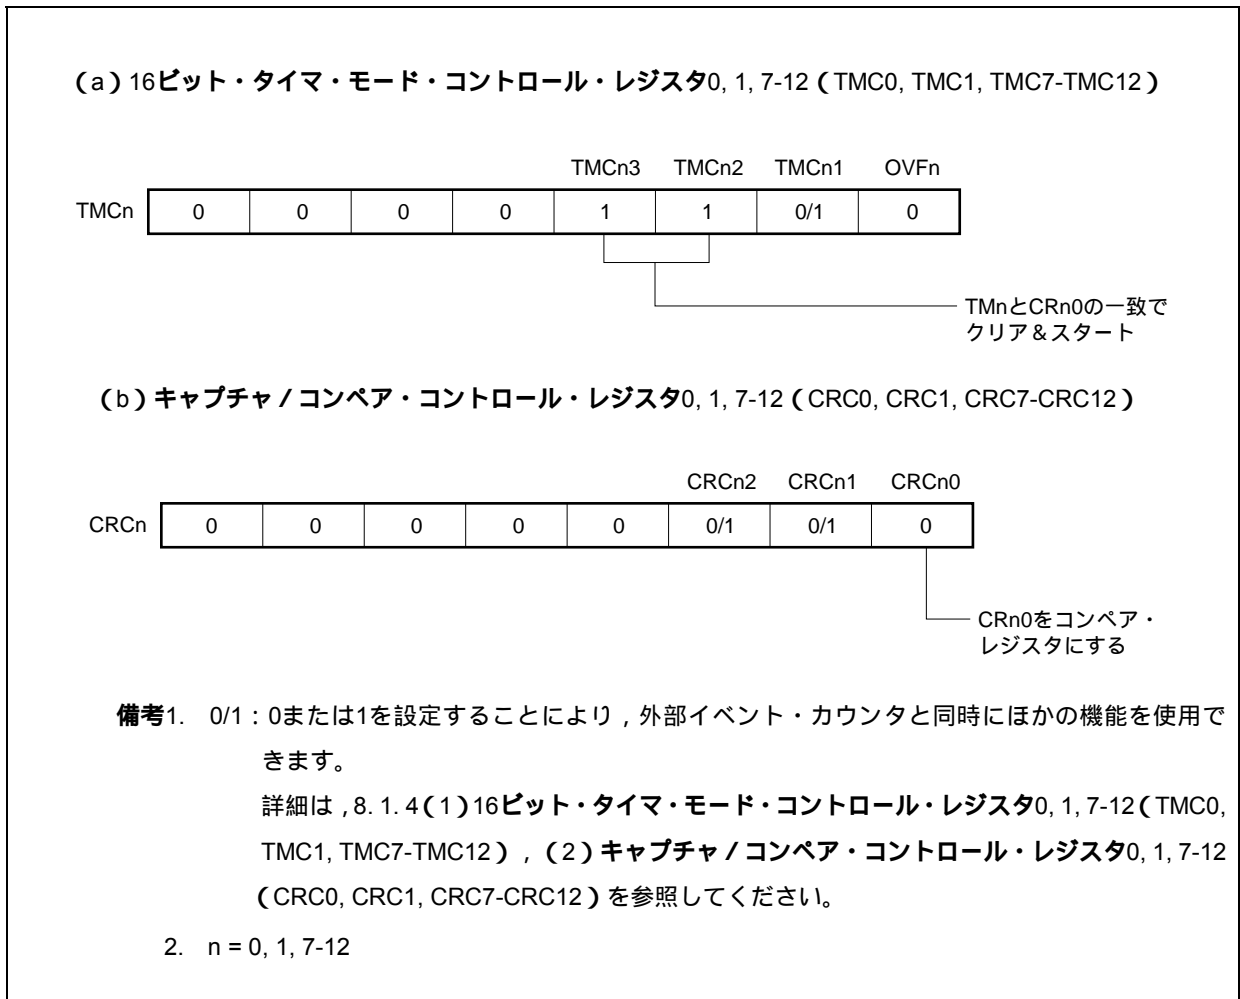 （a）16ビット・タイマ・モード・コントロール・レジスタ0, 1, 7-12（TMC0, TMC1, TMC7-TMC12）
TMCn3 TMCn2 TMCn1 OVFn
TMCn 0 0 0 0 1 1 0/1 0
TMnとCRn0の一致で
クリア＆スタート
（b）キャプチャ／コンペア・コントロール・レジスタ0, 1, 7-12（CRC0, CRC1, CRC7-CRC12）
CRCn2 CRCn1 CRCn0
CRCn 0 0 0 0 0 0/1 0/1 0
CRn0をコンペア・
レジスタにする
備考1. 0/1：0または1を設定することにより，外部イベント・カウンタと同時にほかの機能を使用で
きます。
詳細は，8. 1. 4（1）16ビット・タイマ・モード・コントロール・レジスタ0, 1, 7-12（TMC0,
TMC1, TMC7-TMC12），（2）キャプチャ／コンペア・コントロール・レジスタ0, 1, 7-12
（CRC0, CRC1, CRC7-CRC12）を参照してください。
2. n = 0, 1, 7-12